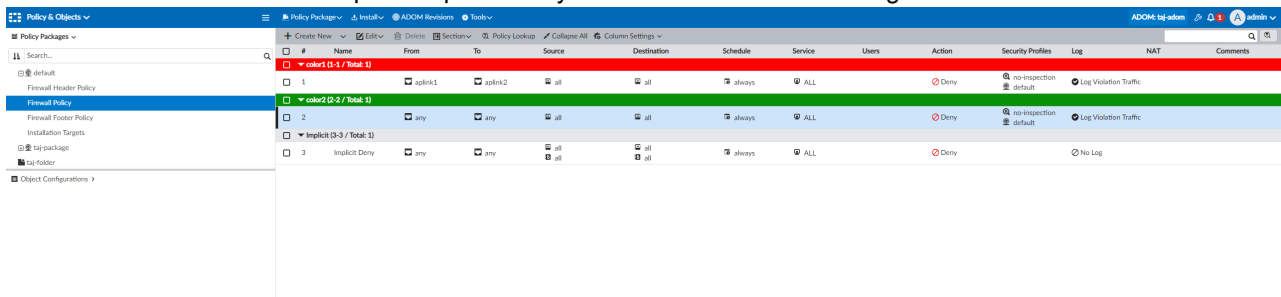 Policy & Objects
Policy Package Install ADOM Revisions Tools
ADOM: taj-adom 1 A admin
Policy Packages
Create New Edit Delete Section Policy Lookup Collapse All Column Settings
Search...
# Name From To Source Destination Schedule Service Users Action Security Profiles Log NAT Comments
color1 (1-1 / Total: 1)
default
1 aplink1 aplink2 all all always ALL Deny no-inspection default Log Violation Traffic
Firewall Header Policy
Firewall Policy
color2 (2-2 / Total: 1)
Firewall Footer Policy
2 any any all all always ALL Deny no-inspection default Log Violation Traffic
Installation Targets
Implicit (3-3 / Total: 1)
taj-package
3 Implicit Deny any any all all all all always ALL Deny No Log
taj-folder
Object Configurations